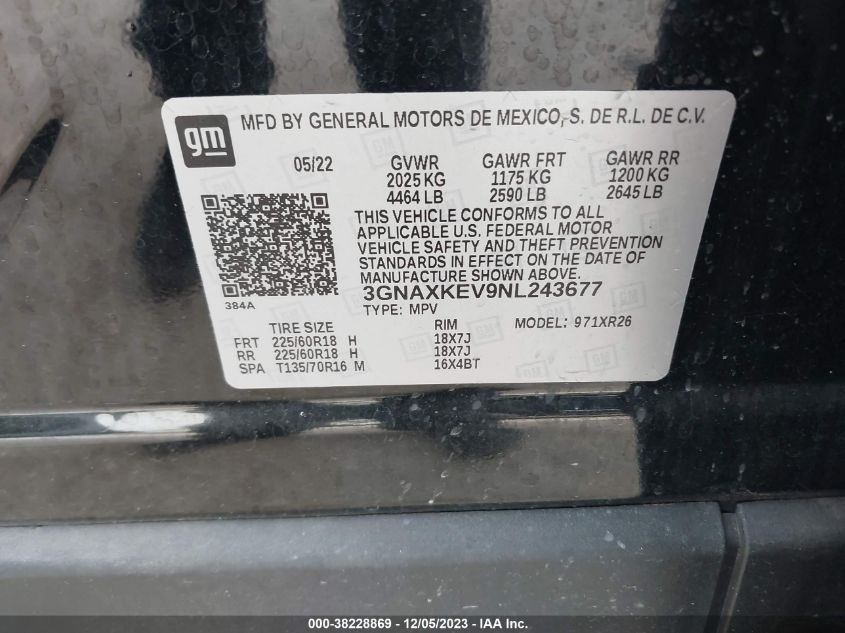 gm MFD BY GENERAL MOTORS DE MEXICO, S. DE R.L. DE C.V.
05/22 GVWR GAWR FRT GAWR RR
2025 KG 1175 KG 1200 KG
4464 LB 2590 LB 2645 LB
THIS VEHICLE CONFORMS TO ALL
APPLICABLE U.S. FEDERAL MOTOR
VEHICLE SAFETY AND THEFT PREVENTION
STANDARDS IN EFFECT ON THE DATE OF
MANUFACTURE SHOWN ABOVE.
3GNAXKEV9NL243677
384A TYPE: MPV
TIRE SIZE RIM MODEL: 971XR26
FRT 225/60R18 H 18X7J
RR 225/60R18 H 18X7J
SPA T135/70R16 M 16X4BT
000-38228869 - 12/05/2023 - IAA Inc.